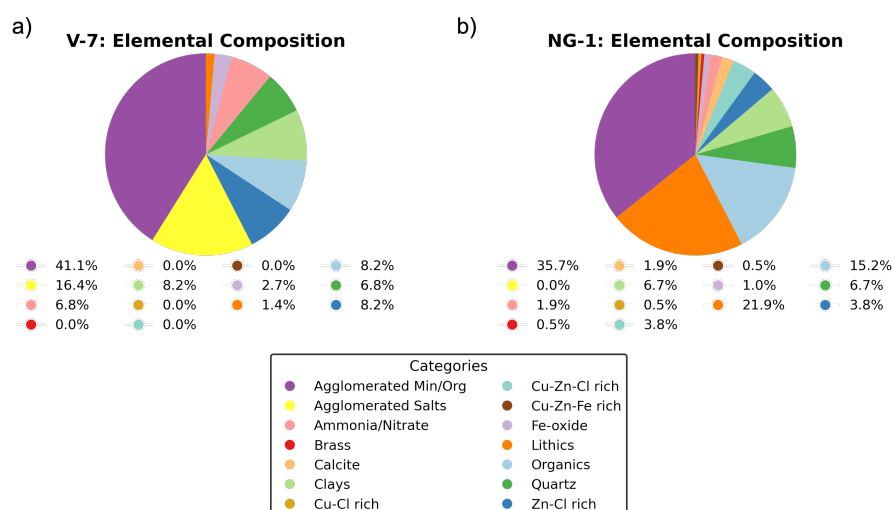 a)
V-7: Elemental Composition
41.1% 0.0% 0.0% 8.2%
16.4% 8.2% 2.7% 6.8%
6.8% 0.0% 1.4% 8.2%
0.0% 0.0%
b)
NG-1: Elemental Composition
35.7% 1.9% 0.5% 15.2%
0.0% 6.7% 1.0% 6.7%
1.9% 0.5% 21.9% 3.8%
0.5% 3.8%
Categories
Agglomerated Min/Org Cu-Zn-Cl rich
Agglomerated Salts Cu-Zn-Fe rich
Ammonia/Nitrate Fe-oxide
Brass Lithics
Calcite Organics
Clays Quartz
Cu-Cl rich Zn-Cl rich